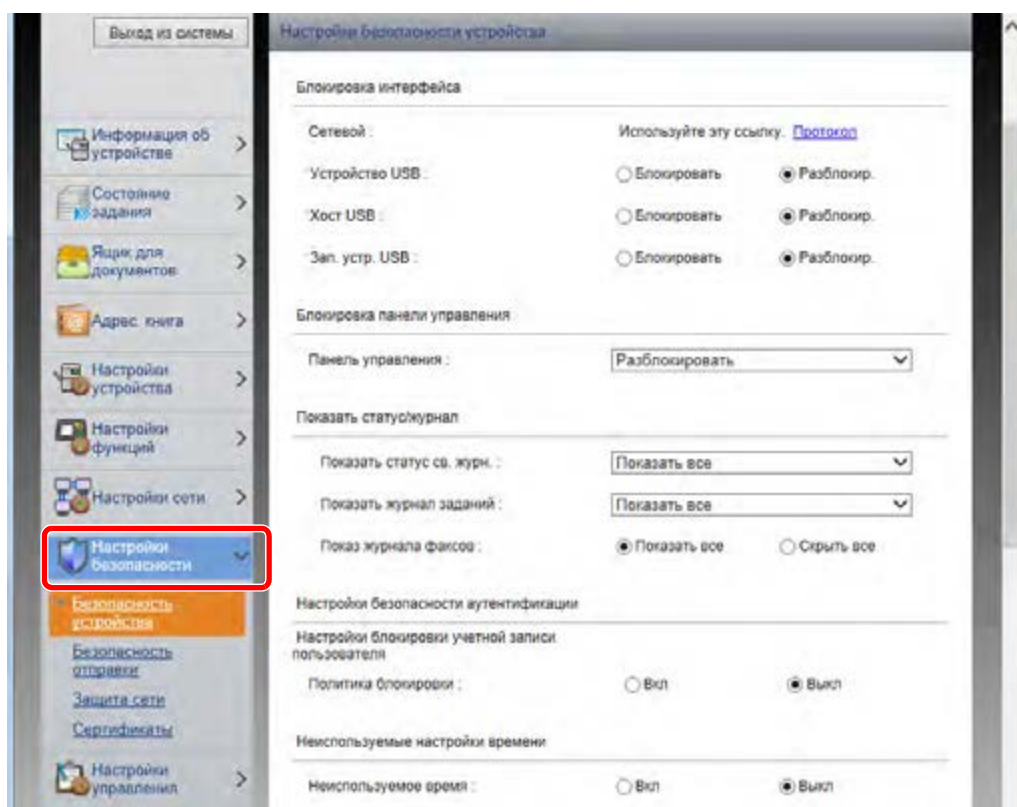 Выход из системы
Настройки безопасности устройства
Информация об
устройстве
Состояние
задания
Ящик для
документов
Адрес. книга
Настройки
устройства
Настройки
функций
Настройки сети
Настройки
безопасности
Безопасность
устройства
Безопасность
отправки
Защита сети
Сертификаты
Настройки
управления
Блокировка интерфейса
Сетевой : Используйте эту ссылку. Протокол
Устройство USB : Блокировать Разблокир.
Хост USB : Блокировать Разблокир.
Зап. устр. USB : Блокировать Разблокир.
Блокировка панели управления
Панель управления : Разблокировать
Показать статус/журнал
Показать статус св. журн. : Показать все
Показать журнал заданий : Показать все
Показ журнала факсов : Показать все Скрыть все
Настройки безопасности аутентификации
Настройки блокировки учетной записи
пользователя
Политика блокировки : Вкл Выкл
Неиспользуемые настройки времени
Неиспользуемое время : Вкл Выкл